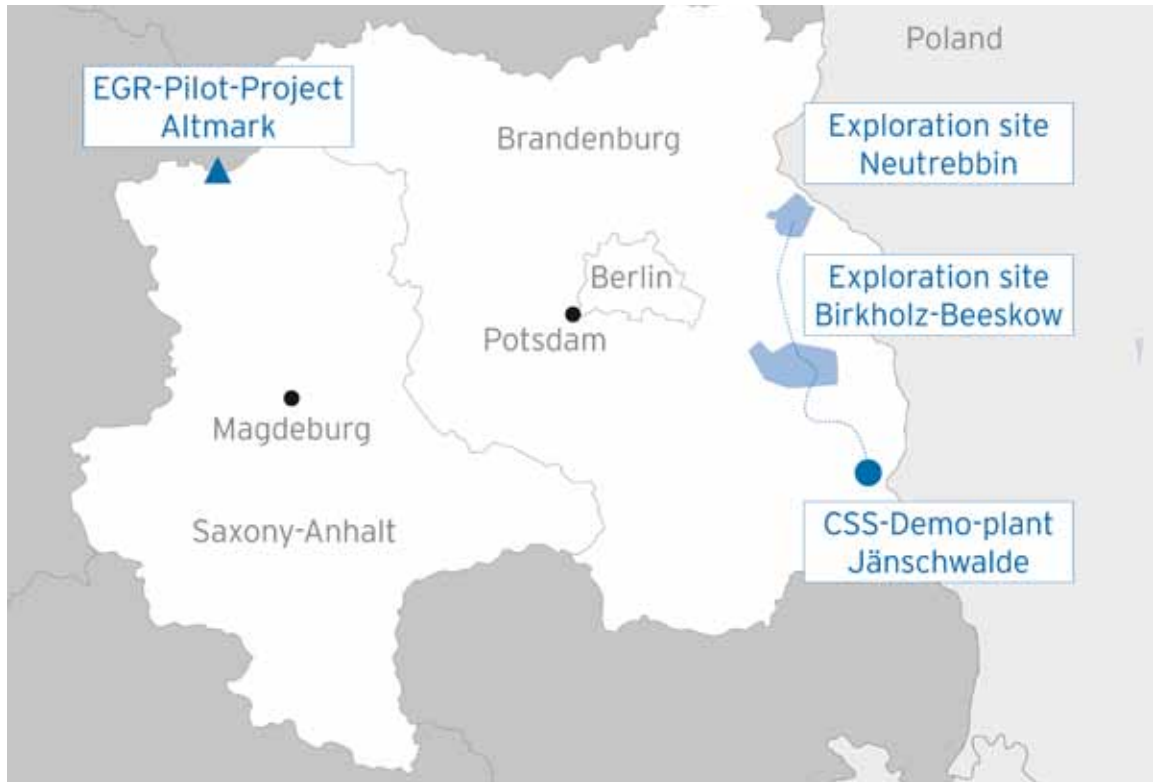 Poland
EGR-Pilot-Project
Altmark
Brandenburg
Exploration site
Neutrebbin
Berlin
Exploration site
Birkholz-Beeskow
Potsdam
Magdeburg
Saxony-Anhalt
CSS-Demo-plant
Jänschwalde